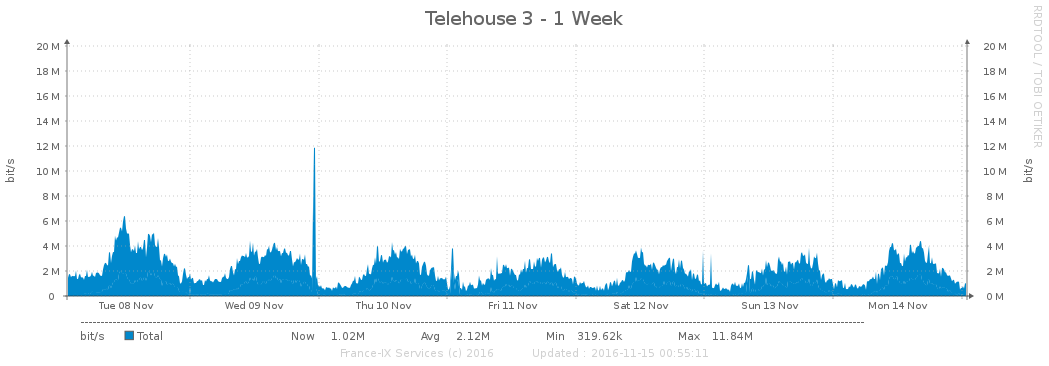 Telehouse 3 - 1 Week
RRDTOOL / TOBI OETIKER
bit/s
bit/s
20 M 20 M
18 M 18 M
16 M 16 M
14 M 14 M
12 M 12 M
10 M 10 M
8 M 8 M
6 M 6 M
4 M 4 M
2 M 2 M
0 0 M
Tue 08 Nov Wed 09 Nov Thu 10 Nov Fri 11 Nov Sat 12 Nov Sun 13 Nov Mon 14 Nov
bit/s Total Now 1.02M Avg 2.12M Min 319.62k Max 11.84M
France-IX Services (c) 2016 Updated : 2016-11-15 00:55:11